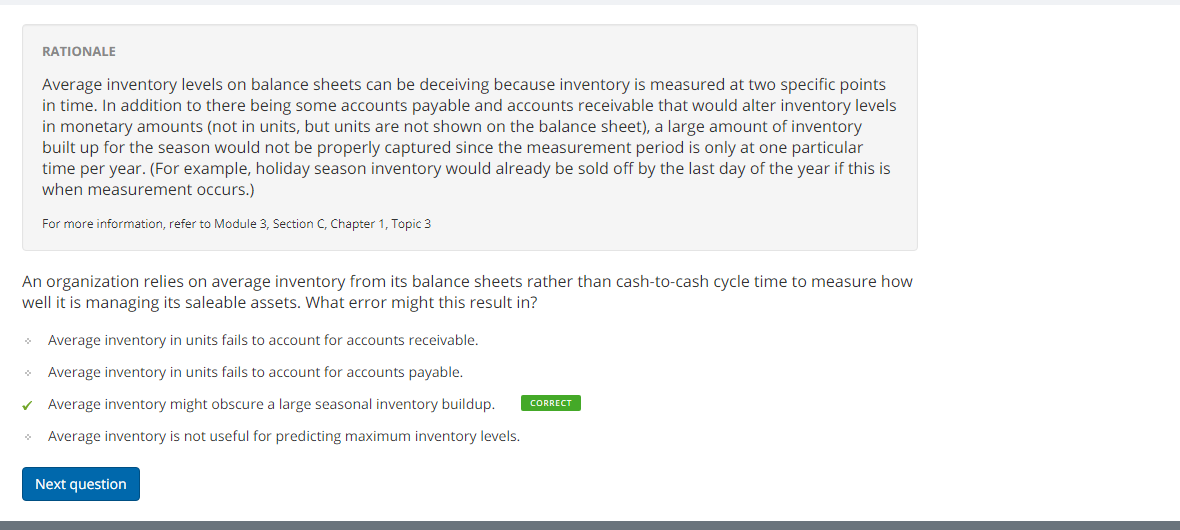 RATIONALE
Average inventory levels on balance sheets can be deceiving because inventory is measured at two specific points
in time. In addition to there being some accounts payable and accounts receivable that would alter inventory levels
in monetary amounts (not in units, but units are not shown on the balance sheet), a large amount of inventory
built up for the season would not be properly captured since the measurement period is only at one particular
time per year. (For example, holiday season inventory would already be sold off by the last day of the year if this is
when measurement occurs.)
For more information, refer to Module 3, Section C, Chapter 1, Topic 3
An organization relies on average inventory from its balance sheets rather than cash-to-cash cycle time to measure how
well it is managing its saleable assets. What error might this result in?
Average inventory in units fails to account for accounts receivable.
Average inventory in units fails to account for accounts payable.
Average inventory might obscure a large seasonal inventory buildup. CORRECT
Average inventory is not useful for predicting maximum inventory levels.
Next question